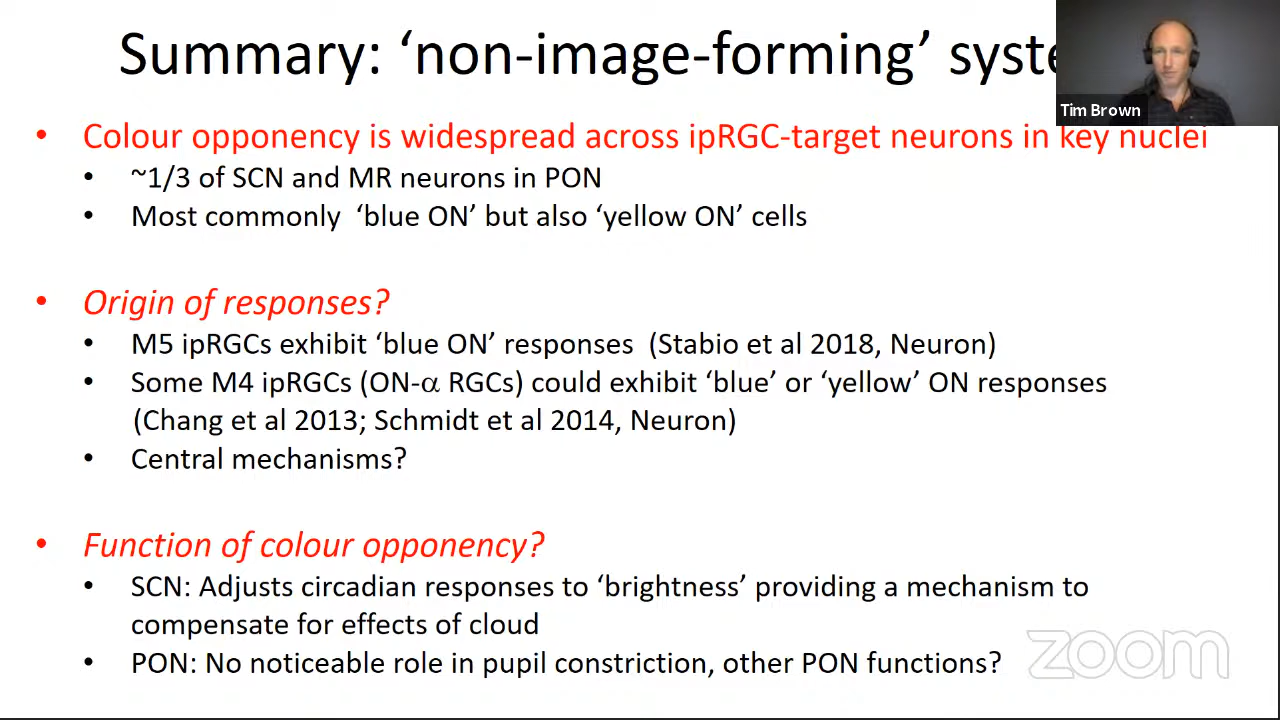 Summary: ‘non-image-forming’ syste
Tim Brown
• Colour opponency is widespread across ipRGC-target neurons in key nuclei
• ~1/3 of SCN and MR neurons in PON
• Most commonly ‘blue ON’ but also ‘yellow ON’ cells
• Origin of responses?
• M5 ipRGCs exhibit ‘blue ON’ responses (Stabio et al 2018, Neuron)
• Some M4 ipRGCs (ON-α RGCs) could exhibit ‘blue’ or ‘yellow’ ON responses
(Chang et al 2013; Schmidt et al 2014, Neuron)
• Central mechanisms?
• Function of colour opponency?
• SCN: Adjusts circadian responses to ‘brightness’ providing a mechanism to
compensate for effects of cloud
• PON: No noticeable role in pupil constriction, other PON functions?
zoom